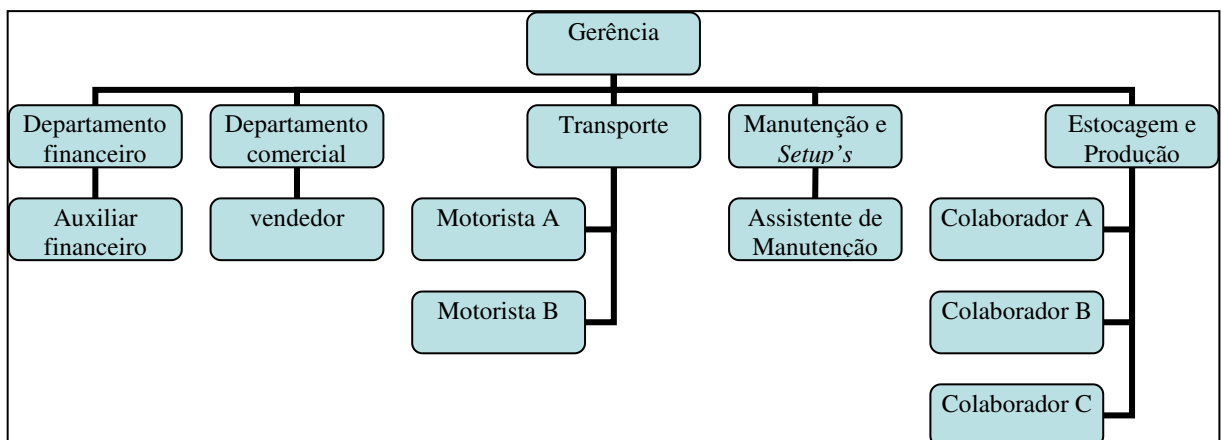 Gerência
Departamento
financeiro
Departamento
comercial
Transporte
Manutenção e
Setup's
Estocagem e
Produção
Auxiliar
financeiro
vendedor
Motorista A
Assistente de
Manutenção
Colaborador A
Motorista B
Colaborador B
Colaborador C